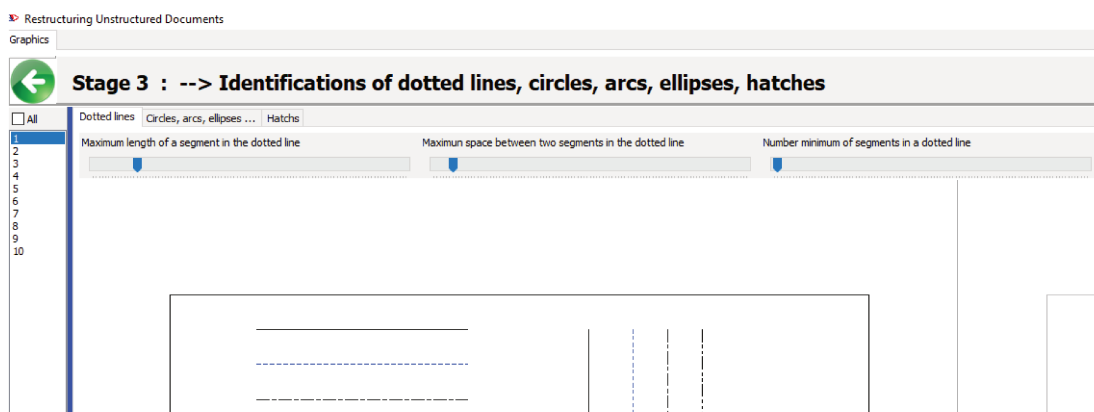 Restructuring Unstructured Documents
Graphics
Stage 3 : --> Identifications of dotted lines, circles, arcs, ellipses, hatches
All
Dotted lines Circles, arcs, ellipses ... Hatchs
1
2
3
4
5
6
7
8
9
10
Maximum length of a segment in the dotted line Maximun space between two segments in the dotted line Number minimum of segments in a dotted line